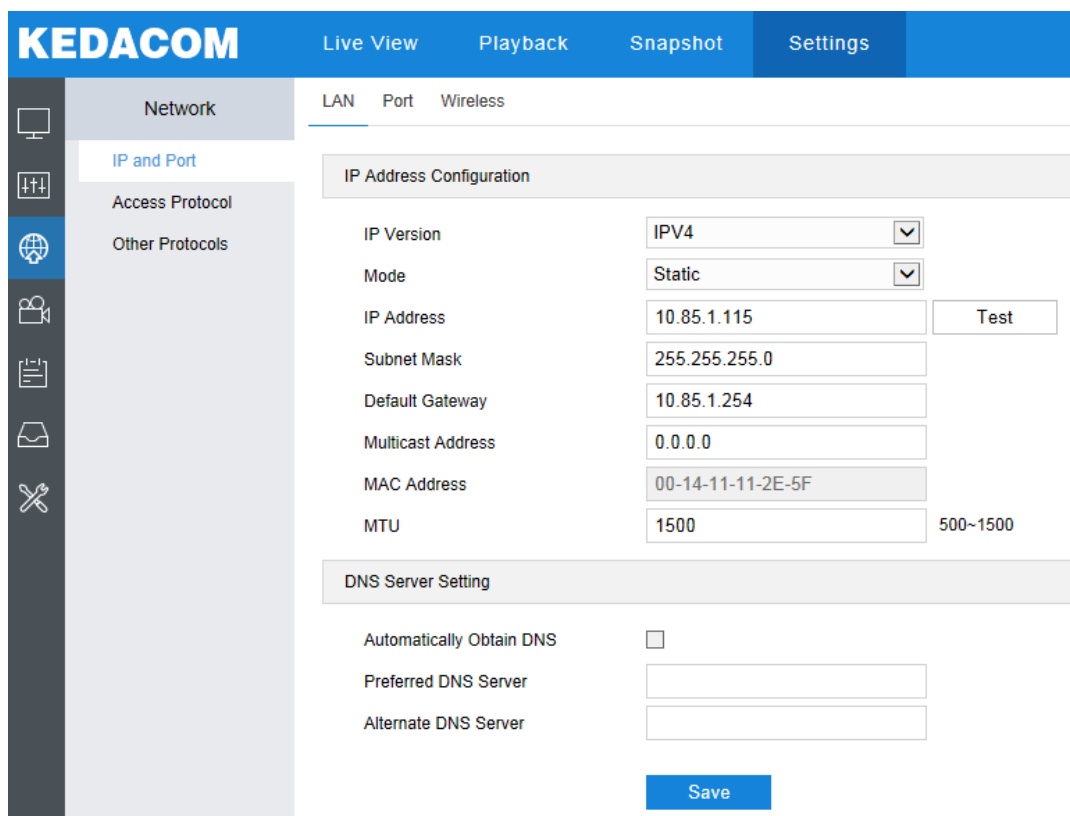 KEDACOM Live View Playback Snapshot Settings
Network
IP and Port
Access Protocol
Other Protocols
LAN Port Wireless
IP Address Configuration
IP Version IPV4
Mode Static
IP Address 10.85.1.115 Test
Subnet Mask 255.255.255.0
Default Gateway 10.85.1.254
Multicast Address 0.0.0.0
MAC Address 00-14-11-11-2E-5F
MTU 1500 500~1500
DNS Server Setting
Automatically Obtain DNS
Preferred DNS Server
Alternate DNS Server
Save